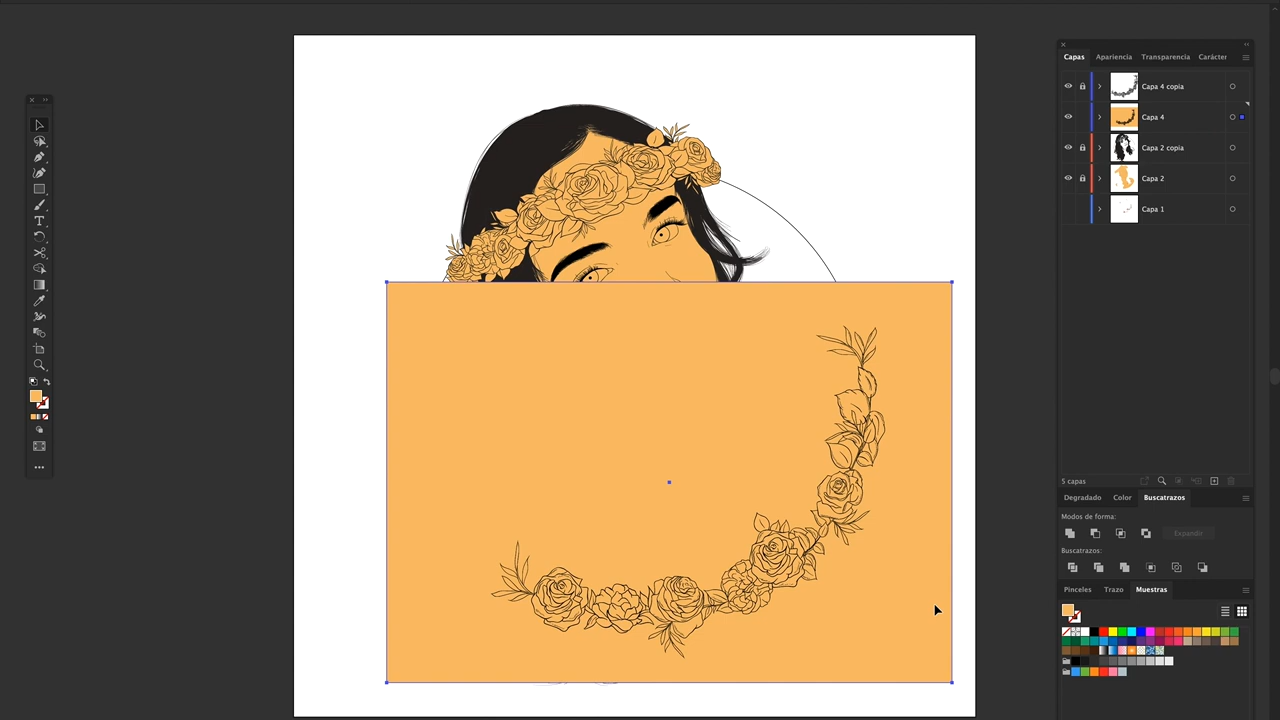 Capas Apariencia Transparencia Carácter
Capa 4 copia
Capa 4
Capa 2 copia
Capa 2
Capa 1
5 capas
Degradado Color Buscatrazos
Modos de forma:
Expandir
Buscatrazos:
Pinceles Trazo Muestras